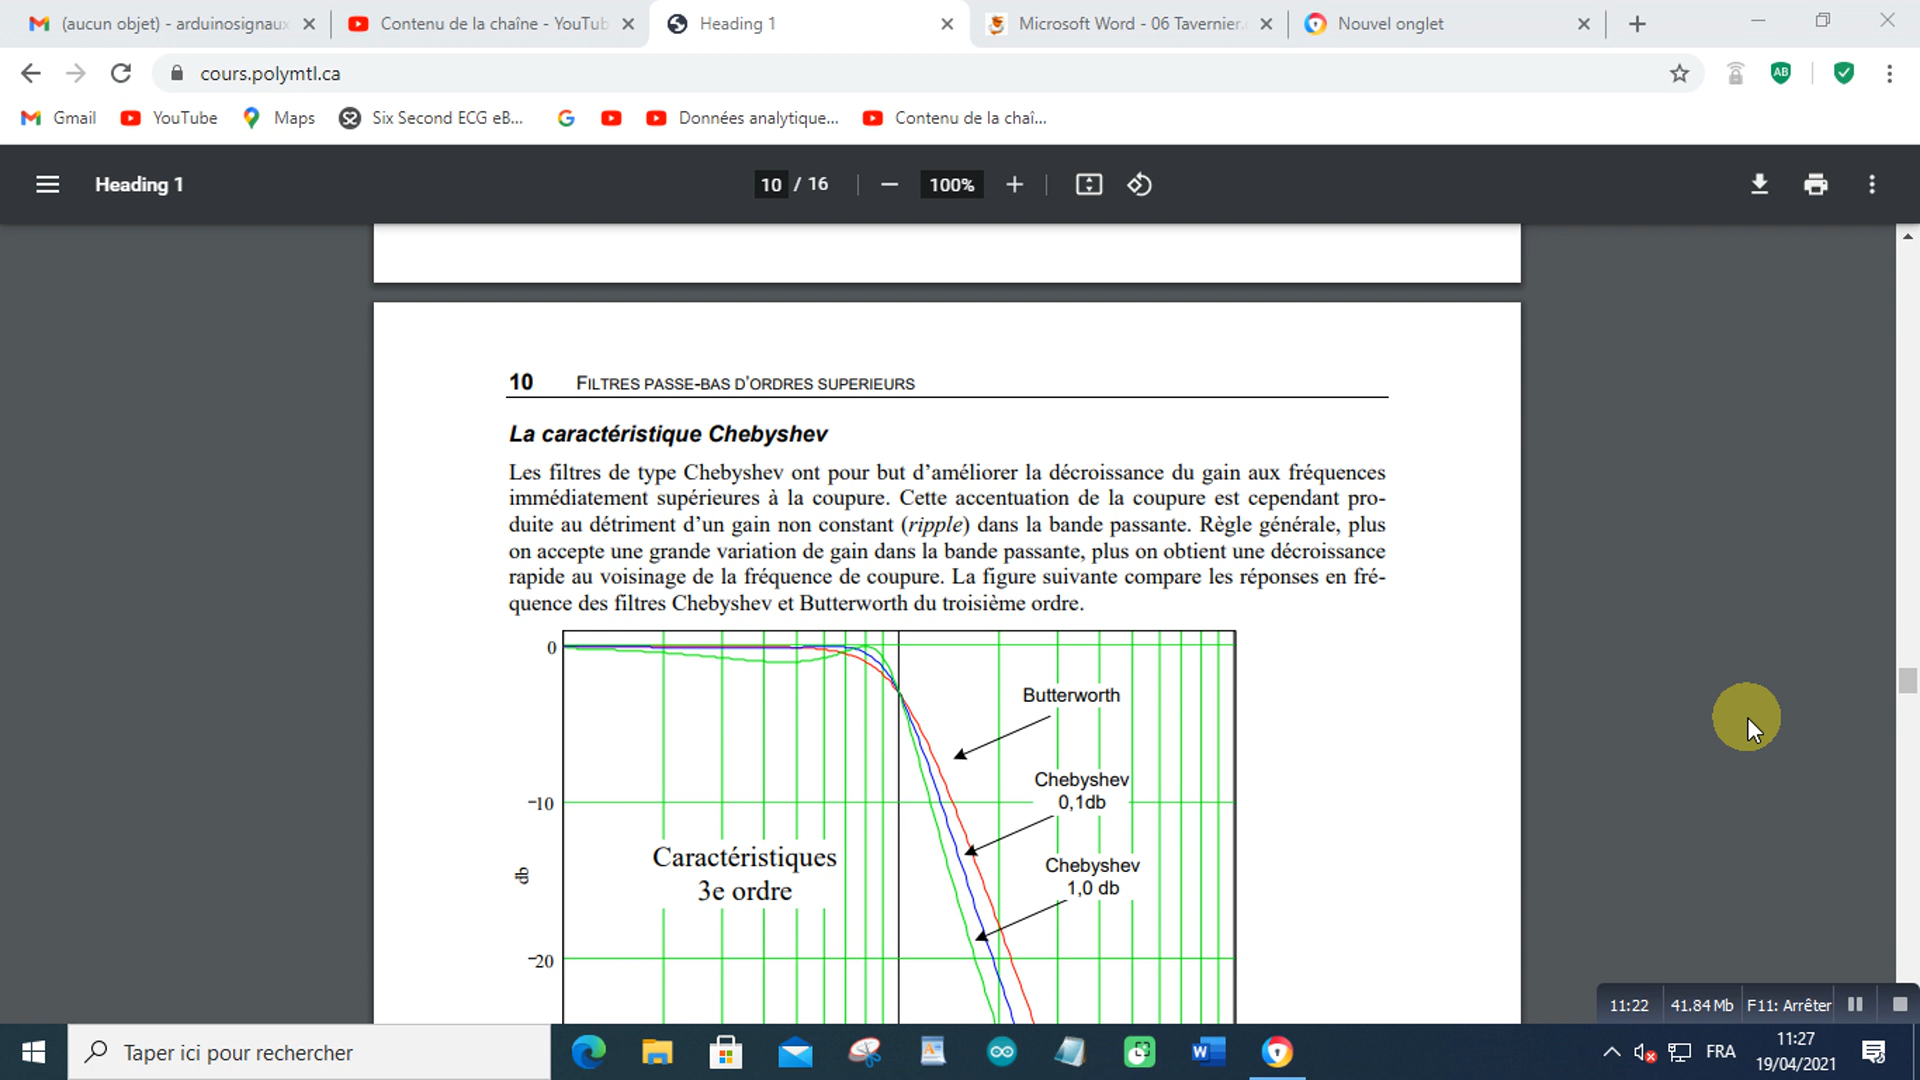 (aucun objet) - arduinosignaux
Contenu de la chaîne - YouTub
Heading 1
Microsoft Word - 06 Tavernier.
Nouvel onglet
cours.polymtl.ca
Gmail
YouTube
Maps
Six Second ECG eB...
Données analytique...
Contenu de la chaî...
Heading 1
10 / 16
100%
10 FILTRES PASSE-BAS D'ORDRES SUPERIEURS
La caractéristique Chebyshev
Les filtres de type Chebyshev ont pour but d'améliorer la décroissance du gain aux fréquences
immédiatement supérieures à la coupure. Cette accentuation de la coupure est cependant pro-
duite au détriment d'un gain non constant (ripple) dans la bande passante. Règle générale, plus
on accepte une grande variation de gain dans la bande passante, plus on obtient une décroissance
rapide au voisinage de la fréquence de coupure. La figure suivante compare les réponses en fré-
quence des filtres Chebyshev et Butterworth du troisième ordre.
0
Butterworth
Chebyshev
0,1db
-10
Caractéristiques
3e ordre
db
Chebyshev
1,0 db
-20
11:22
41.84 Mb
F11: Arrêter
Taper ici pour rechercher
FRA
11:27
19/04/2021